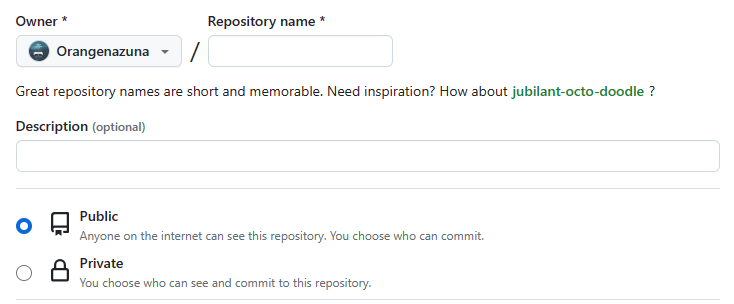 Owner * Repository name *
Orangenazuna /
Great repository names are short and memorable. Need inspiration? How about jubilant-octo-doodle ?
Description (optional)
Public
Anyone on the internet can see this repository. You choose who can commit.
Private
You choose who can see and commit to this repository.